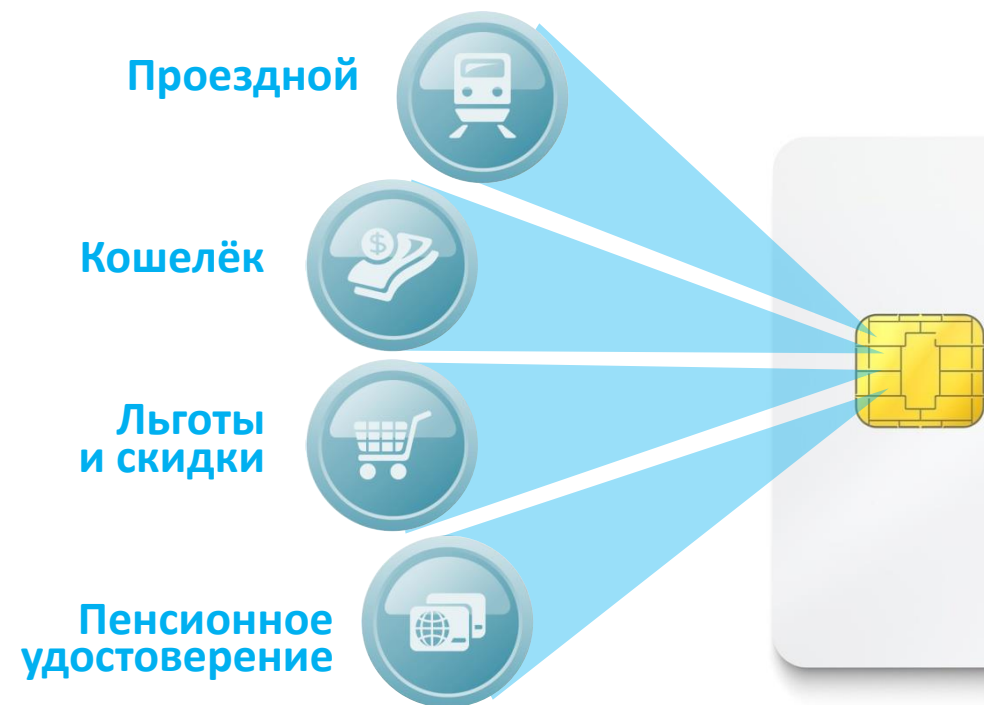 Проездной
Кошелёк
Льготы
и скидки
Пенсионное
удостоверение